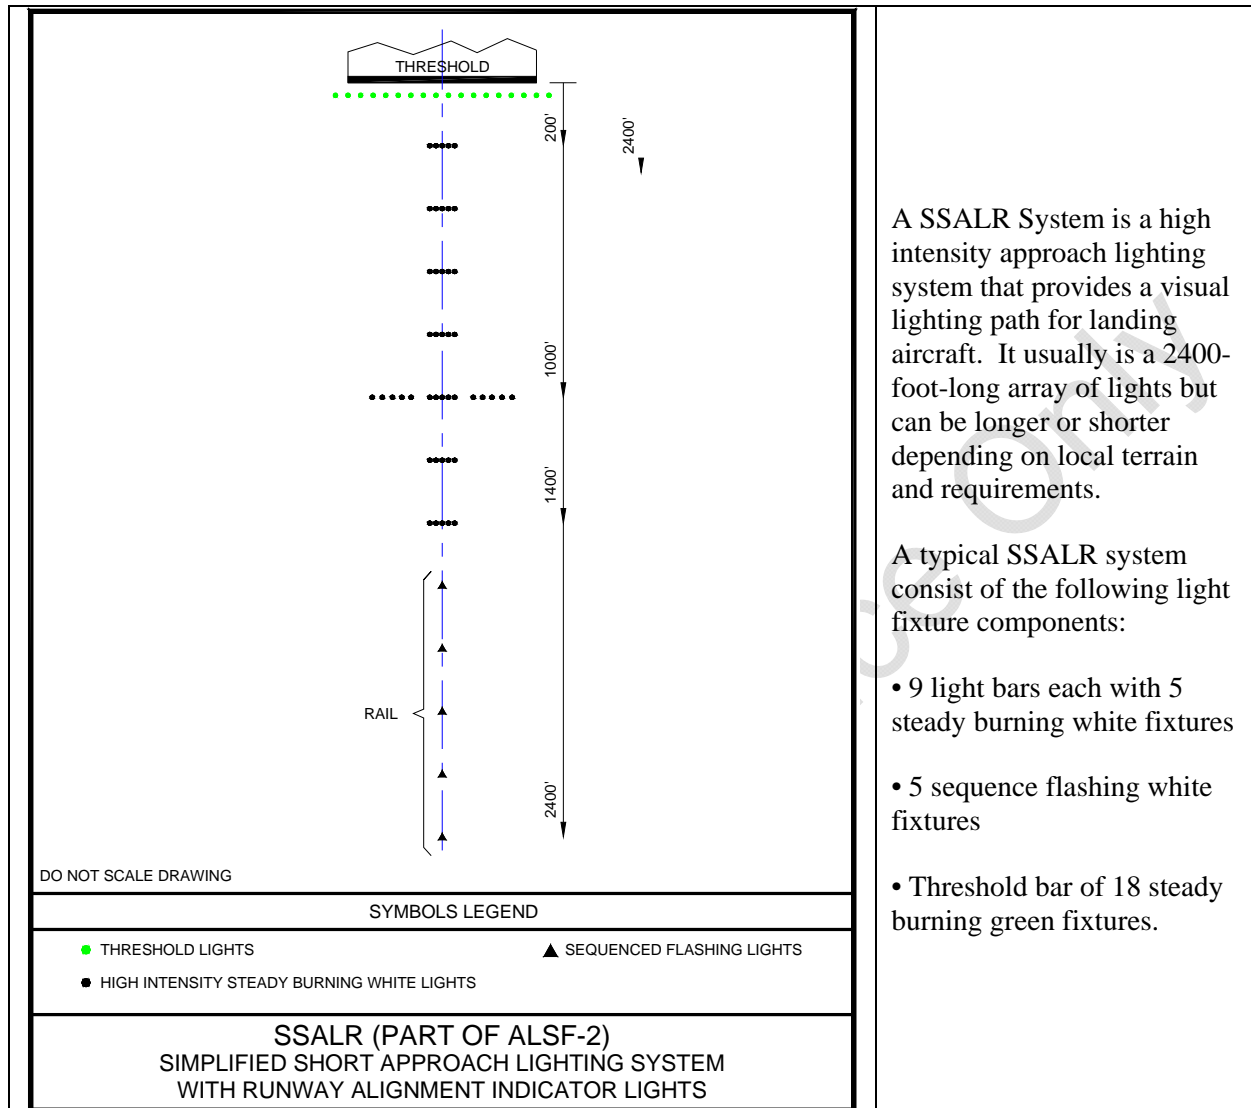 THRESHOLD
200'
2400'
1000'
1400'
RAIL
2400'
DO NOT SCALE DRAWING
SYMBOLS LEGEND
THRESHOLD LIGHTS
SEQUENCED FLASHING LIGHTS
HIGH INTENSITY STEADY BURNING WHITE LIGHTS
SSALR (PART OF ALSF-2)
SIMPLIFIED SHORT APPROACH LIGHTING SYSTEM
WITH RUNWAY ALIGNMENT INDICATOR LIGHTS
A SSALR System is a high
intensity approach lighting
system that provides a visual
lighting path for landing
aircraft.  It usually is a 2400-
foot-long array of lights but
can be longer or shorter
depending on local terrain
and requirements.
A typical SSALR system
consist of the following light
fixture components:
• 9 light bars each with 5
steady burning white fixtures
• 5 sequence flashing white
fixtures
• Threshold bar of 18 steady
burning green fixtures.
ce Only